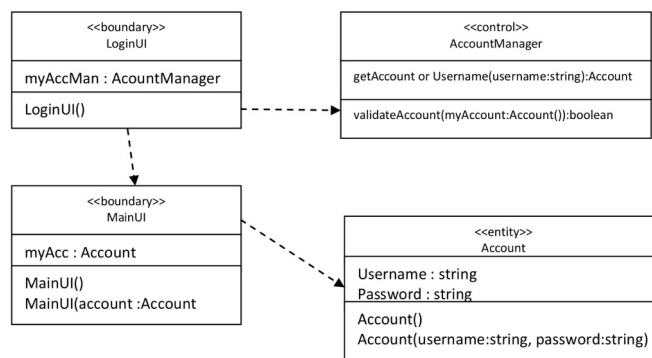 <<boundary>>
LoginUI
myAccMan : AcountManager
LoginUI()
<<control>>
AccountManager
getAccount or Username(username:string):Account
validateAccount(myAccount:Account()):boolean
<<boundary>>
MainUI
myAcc : Account
MainUI()
MainUI(account :Account
<<entity>>
Account
Username : string
Password : string
Account()
Account(username:string, password:string)